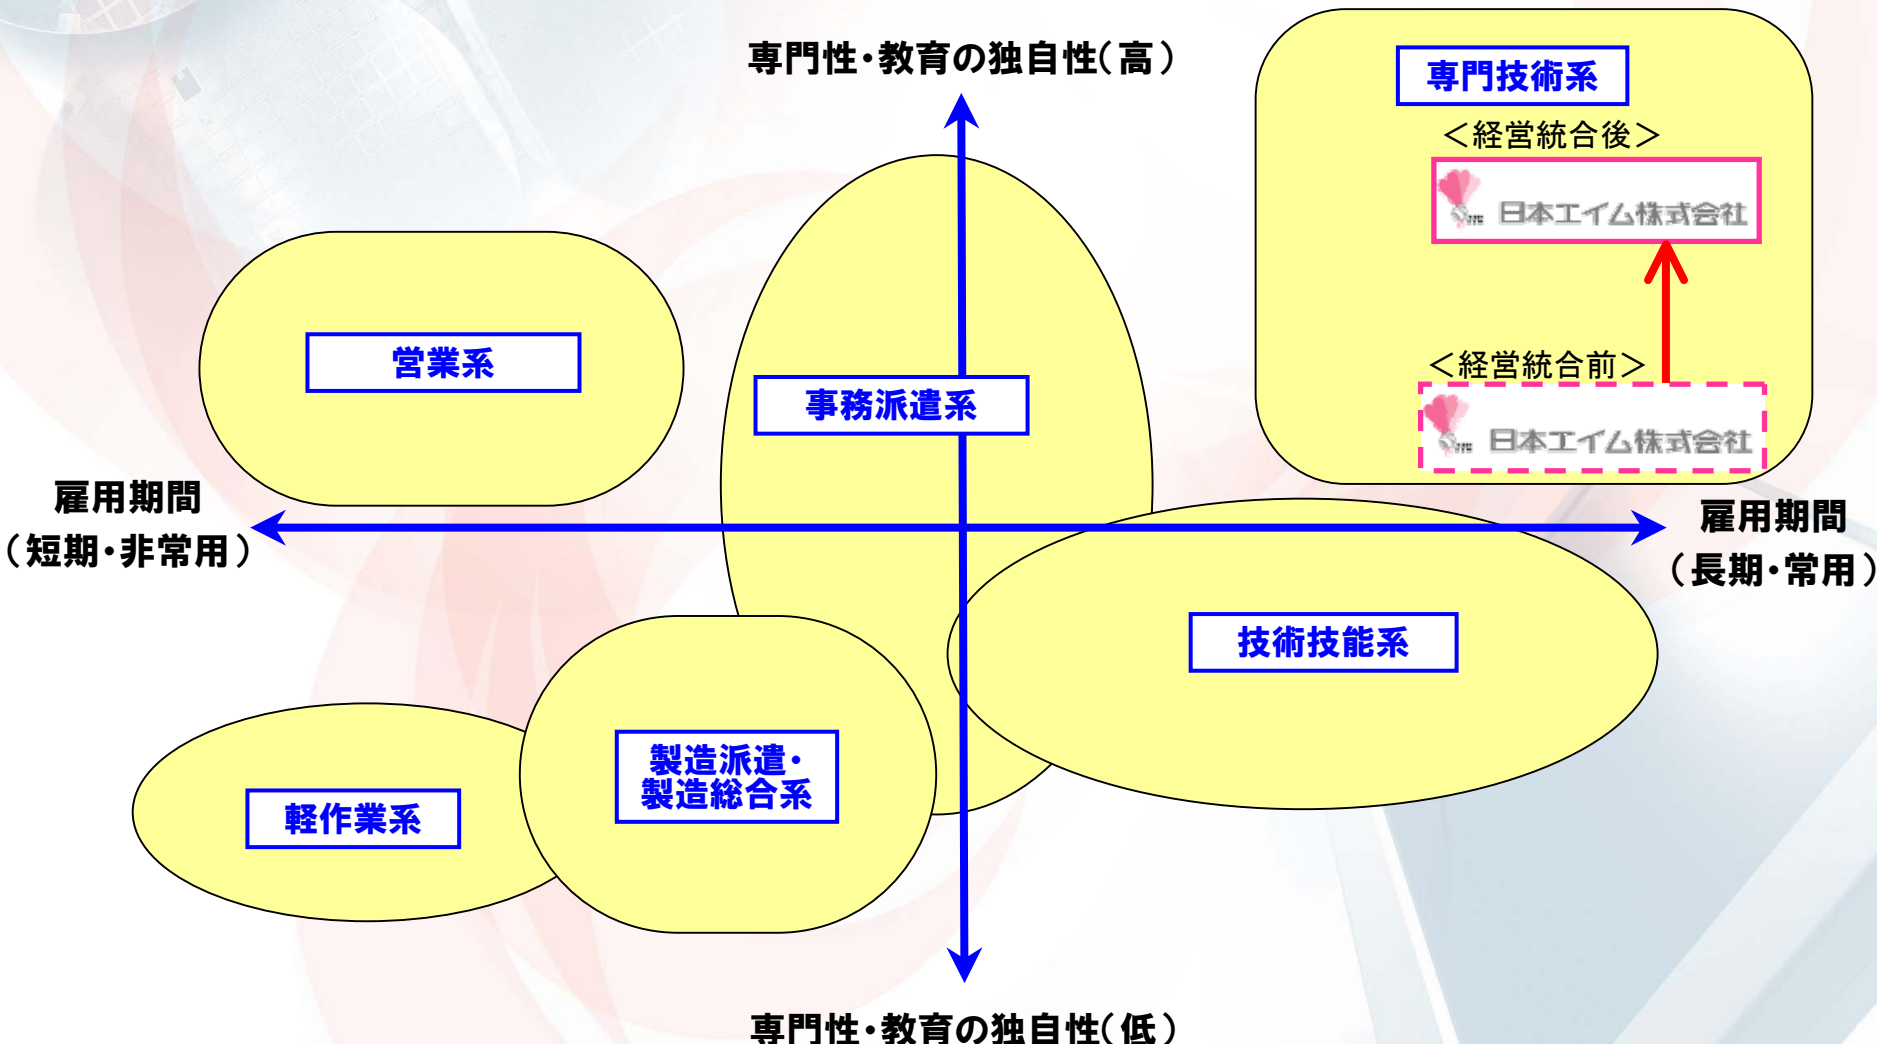 専門性・教育の独自性(高)
専門技術系
<経営統合後>
日本エイム株式会社
営業系
<経営統合前>
事務派遣系
日本エイム株式会社
雇用期間
(短期・非常用)
雇用期間
(長期・常用)
技術技能系
製造派遣・
製造総合系
軽作業系
専門性・教育の独自性(低)